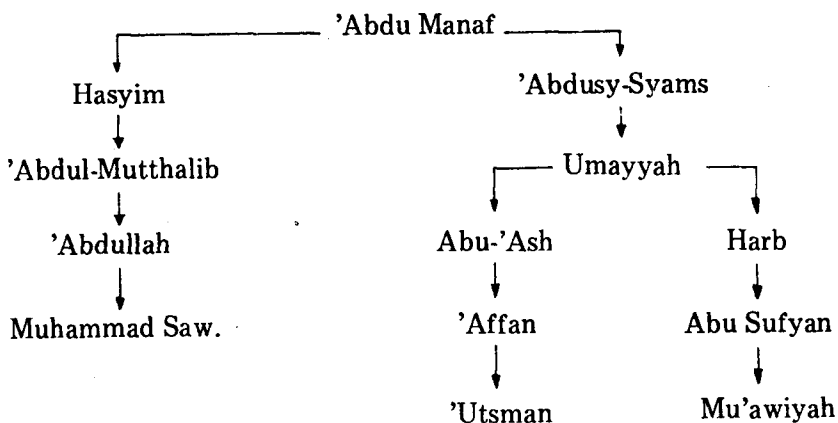 'Abdu Manaf
Hasyim 'Abdusy-Syams
'Abdul-Mutthalib Umayyah
'Abdullah Abu-'Ash Harb
Muhammad Saw. 'Affan Abu Sufyan
'Utsman Mu'awiyah